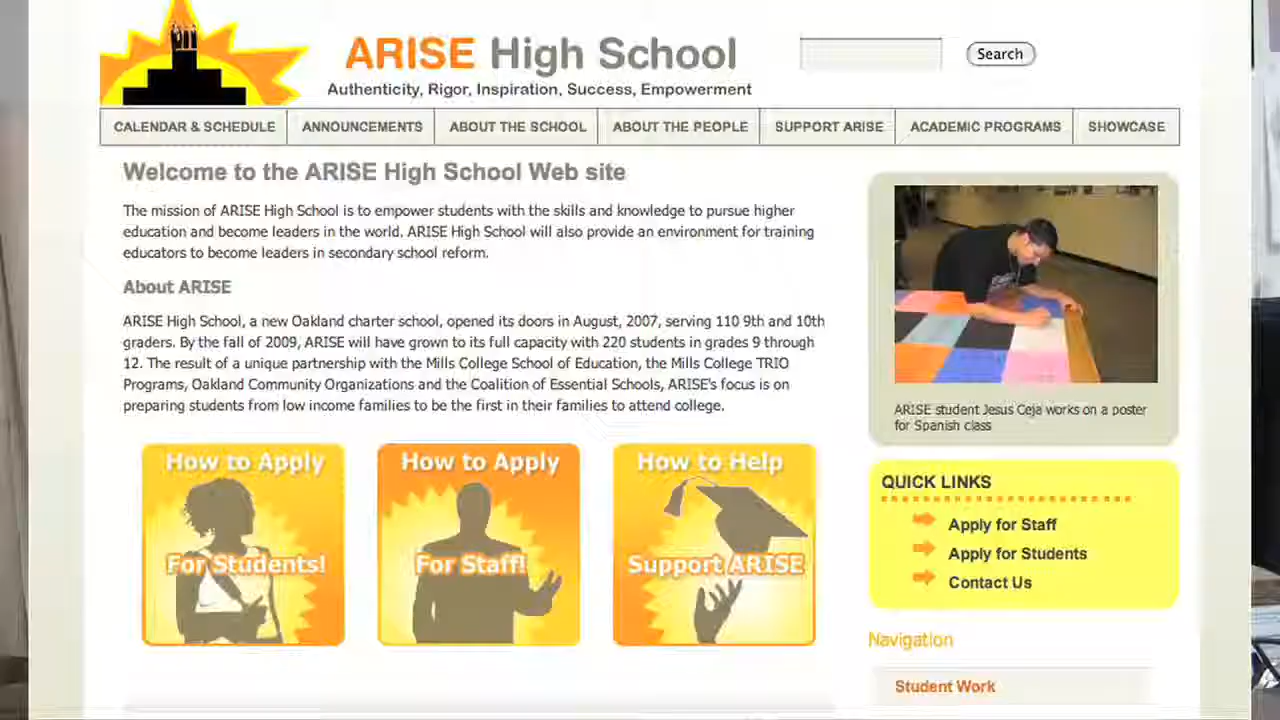 ARISE High School
Authenticity, Rigor, Inspiration, Success, Empowerment
Search
CALENDAR & SCHEDULE
ANNOUNCEMENTS
ABOUT THE SCHOOL
ABOUT THE PEOPLE
SUPPORT ARISE
ACADEMIC PROGRAMS
SHOWCASE
Welcome to the ARISE High School Web site
The mission of ARISE High School is to empower students with the skills and knowledge to pursue higher
education and become leaders in the world. ARISE High School will also provide an environment for training
educators to become leaders in secondary school reform.
About ARISE
ARISE High School, a new Oakland charter school, opened its doors in August, 2007, serving 110 9th and 10th
graders. By the fall of 2009, ARISE will have grown to its full capacity with 220 students in grades 9 through
12. The result of a unique partnership with the Mills College School of Education, the Mills College TRIO
Programs, Oakland Community Organizations and the Coalition of Essential Schools, ARISE's focus is on
preparing students from low income families to be the first in their families to attend college.
How to Apply
For Students!
How to Apply
For Staff!
How to Help
Support ARISE
ARISE student Jesus Ceja works on a poster
for Spanish class
QUICK LINKS
Apply for Staff
Apply for Students
Contact Us
Navigation
Student Work